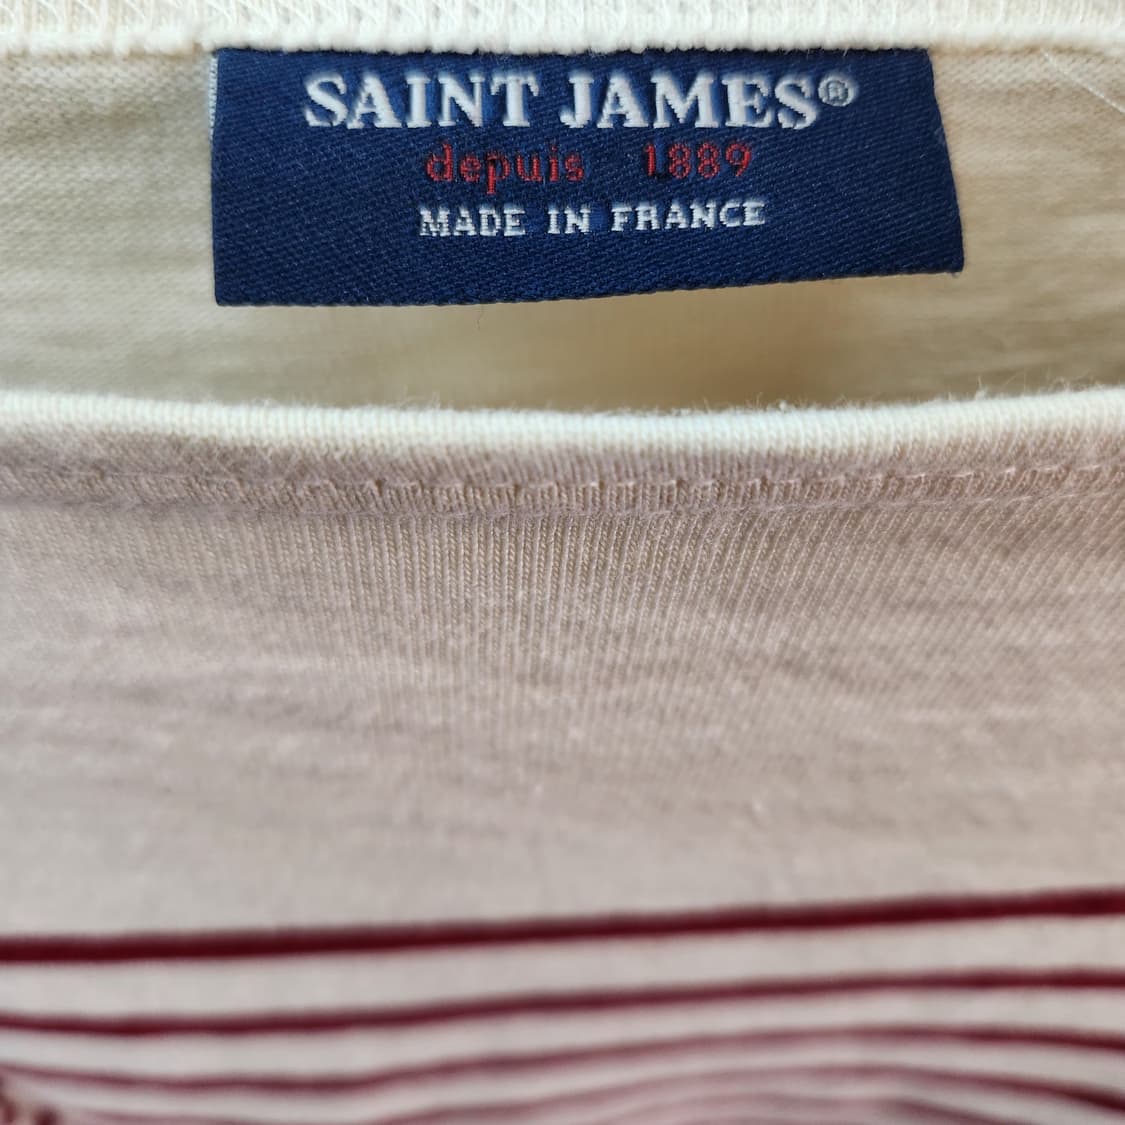 SAINT JAMES®
depuis 1889
MADE IN FRANCE